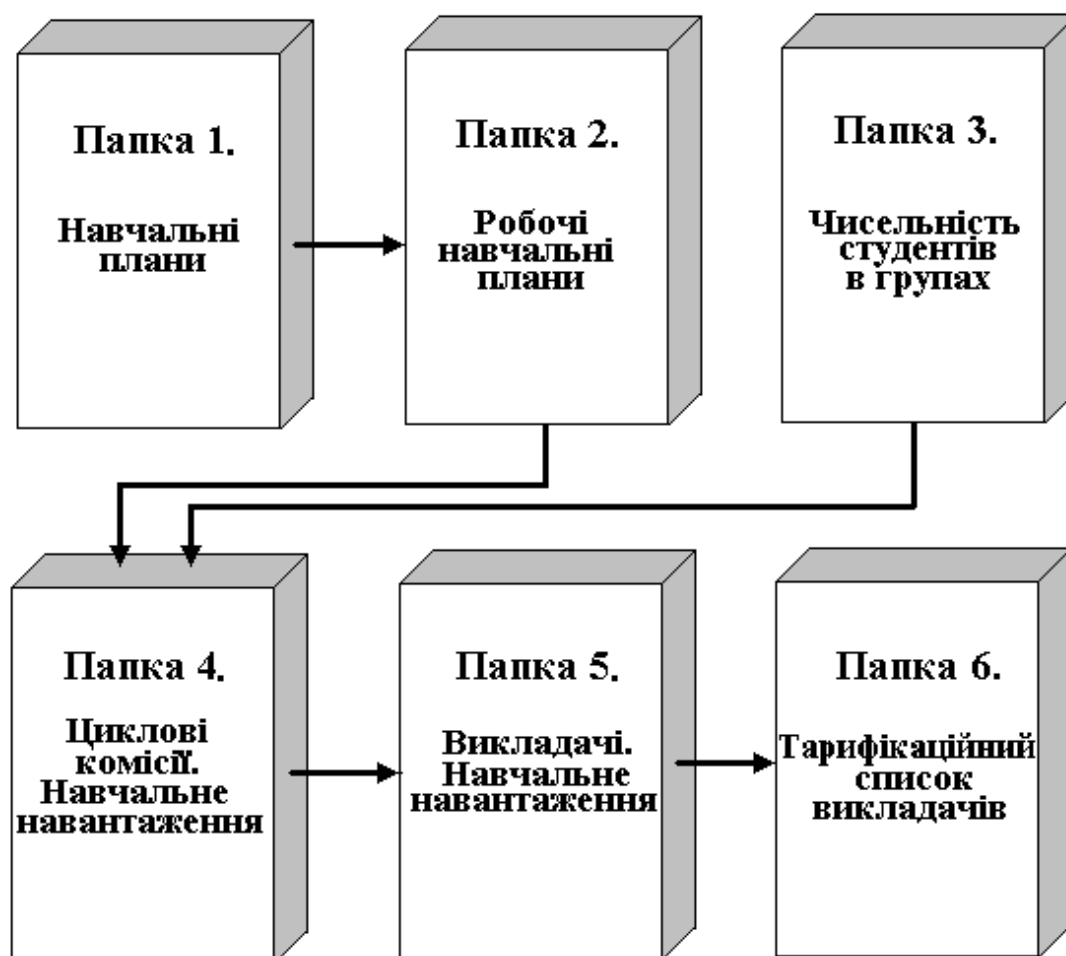 Папка 1.
Навчальні
плани
Папка 2.
Робочі
навчальні
плани
Папка 3.
Чисельність
студентів
в групах
Папка 4.
Циклові
комісії.
Навчальне
навантаження
Папка 5.
Викладачі.
Навчальне
навантаження
Папка 6.
Тарифікаційний
список
викладачів